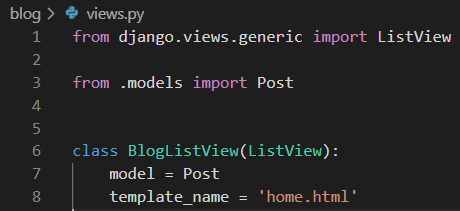 blog > views.py
1 from django.views.generic import ListView
2
3 from .models import Post
4
5
6 class BlogListView(ListView):
7     model = Post
8     template_name = 'home.html'